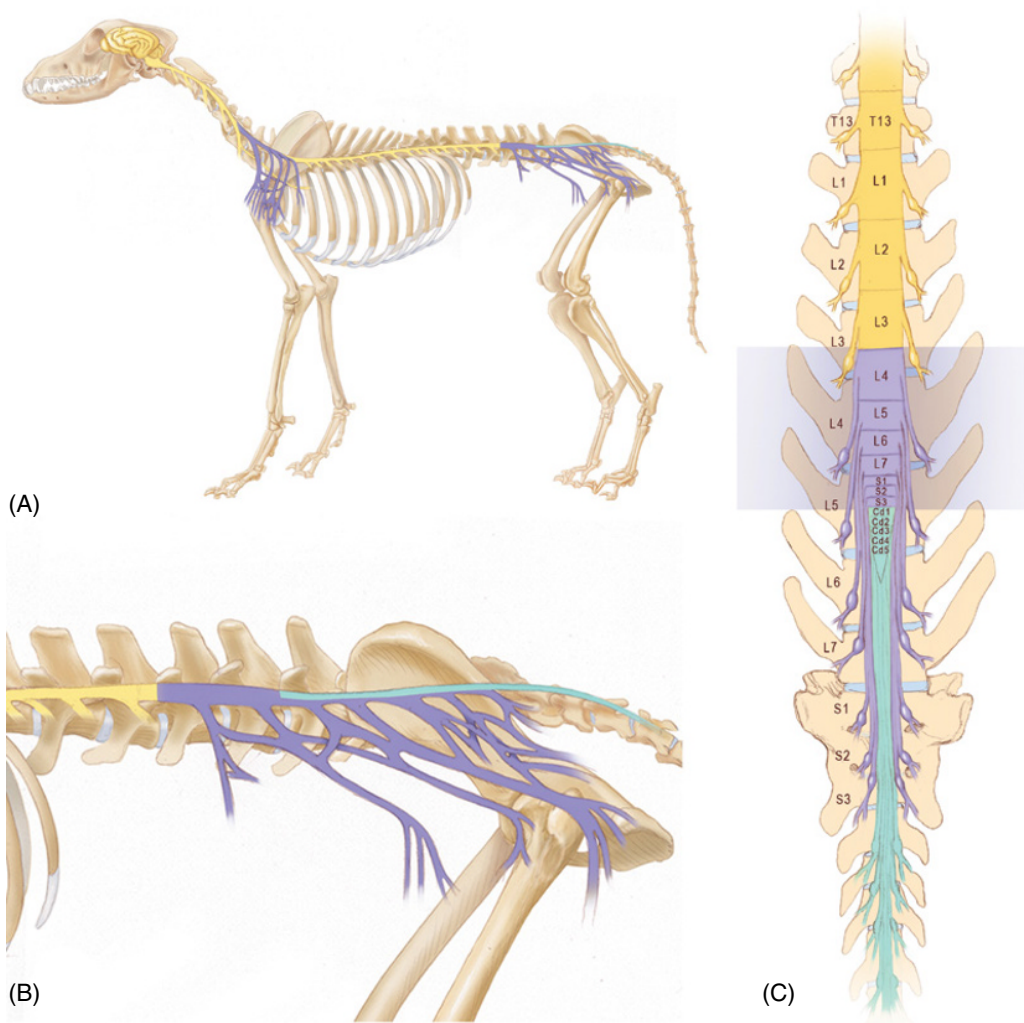 (A)
(B)
(C)
T13 T13
L1 L1
L2 L2
L3 L3
L4 L4
L5
L6
L7
S1
S2
L5 S3
Cd1
Cd2
Cd3
Cd4
Cd5
L6
L7
S1
S2
S3